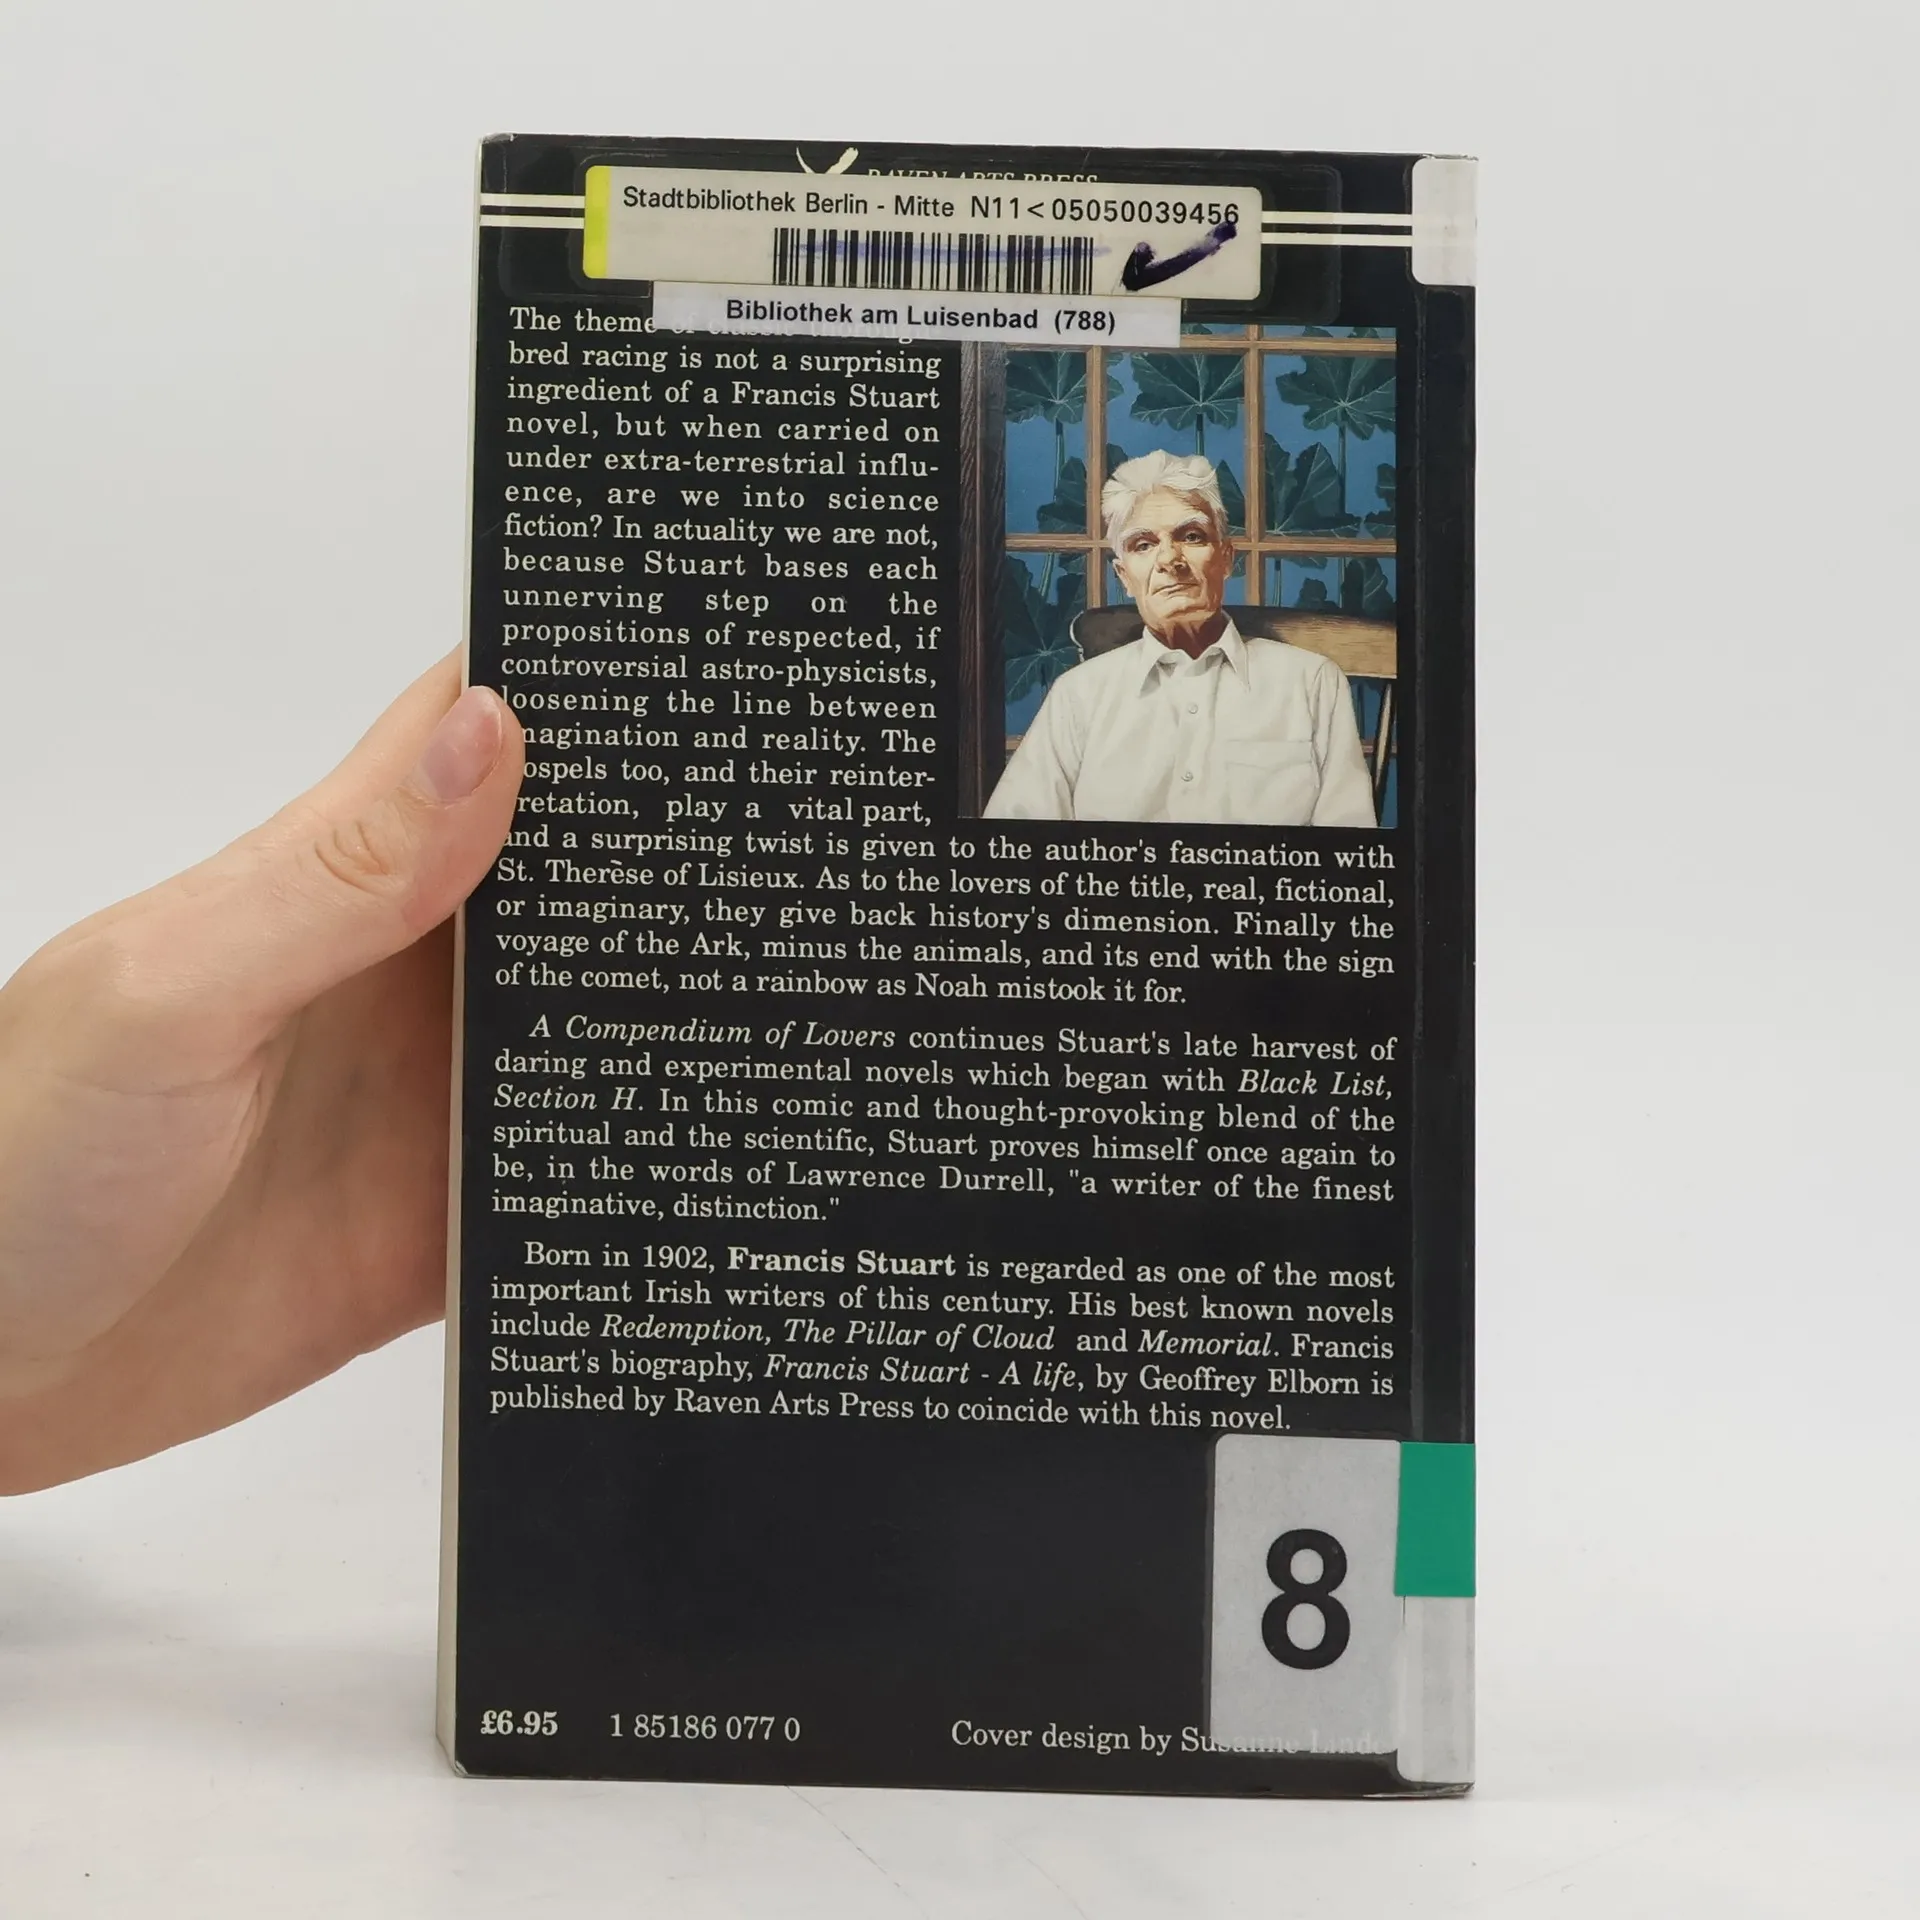 RAVEN ARTS PRESS
Stadtbibliothek Berlin - Mitte N11<05050039456
Bibliothek am Luisenbad (788)
The theme of classic thorough-
bred racing is not a surprising
ingredient of a Francis Stuart
novel, but when carried on
under extra-terrestrial influ-
ence, are we into science
fiction? In actuality we are not,
because Stuart bases each
unnerving step on the
propositions of respected, if
controversial astro-physicists,
loosening the line between
magination and reality. The
ospels too, and their reinter-
retation, play a vital part,
and a surprising twist is given to the author's fascination with
St. Therèse of Lisieux. As to the lovers of the title, real, fictional,
or imaginary, they give back history's dimension. Finally the
voyage of the Ark, minus the animals, and its end with the sign
of the comet, not a rainbow as Noah mistook it for.
A Compendium of Lovers continues Stuart's late harvest of
daring and experimental novels which began with Black List,
Section H. In this comic and thought-provoking blend of the
spiritual and the scientific, Stuart proves himself once again to
be, in the words of Lawrence Durrell, "a writer of the finest
imaginative, distinction."
Born in 1902, Francis Stuart is regarded as one of the most
important Irish writers of this century. His best known novels
include Redemption, The Pillar of Cloud and Memorial. Francis
Stuart's biography, Francis Stuart - A life, by Geoffrey Elborn is
published by Raven Arts Press to coincide with this novel.
8
£6.95 1 85186 077 0 Cover design by Susanne